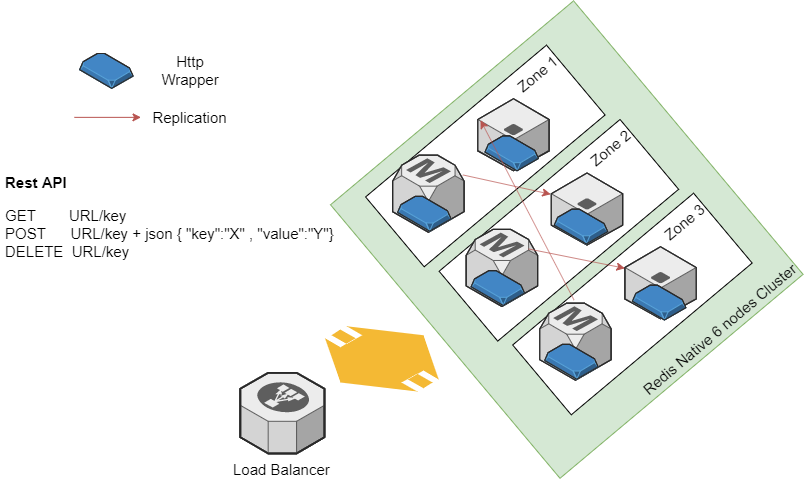 Http
Wrapper
Replication
Rest API
GET URL/key
POST URL/key + json { "key":"X" , "value":"Y"}
DELETE URL/key
Zone 1
Zone 2
Zone 3
M
M
M
Redis Native 6 nodes Cluster
Load Balancer